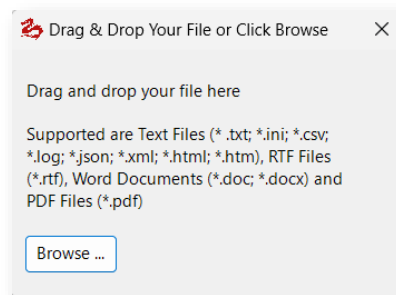 Drag & Drop Your File or Click Browse
Drag and drop your file here
Supported are Text Files (* .txt; *.ini; *.csv;
*.log; *.json; *.xml; *.html; *.htm), RTF Files
(*.rtf), Word Documents (*.doc; *.docx) and
PDF Files (*.pdf)
Browse ...